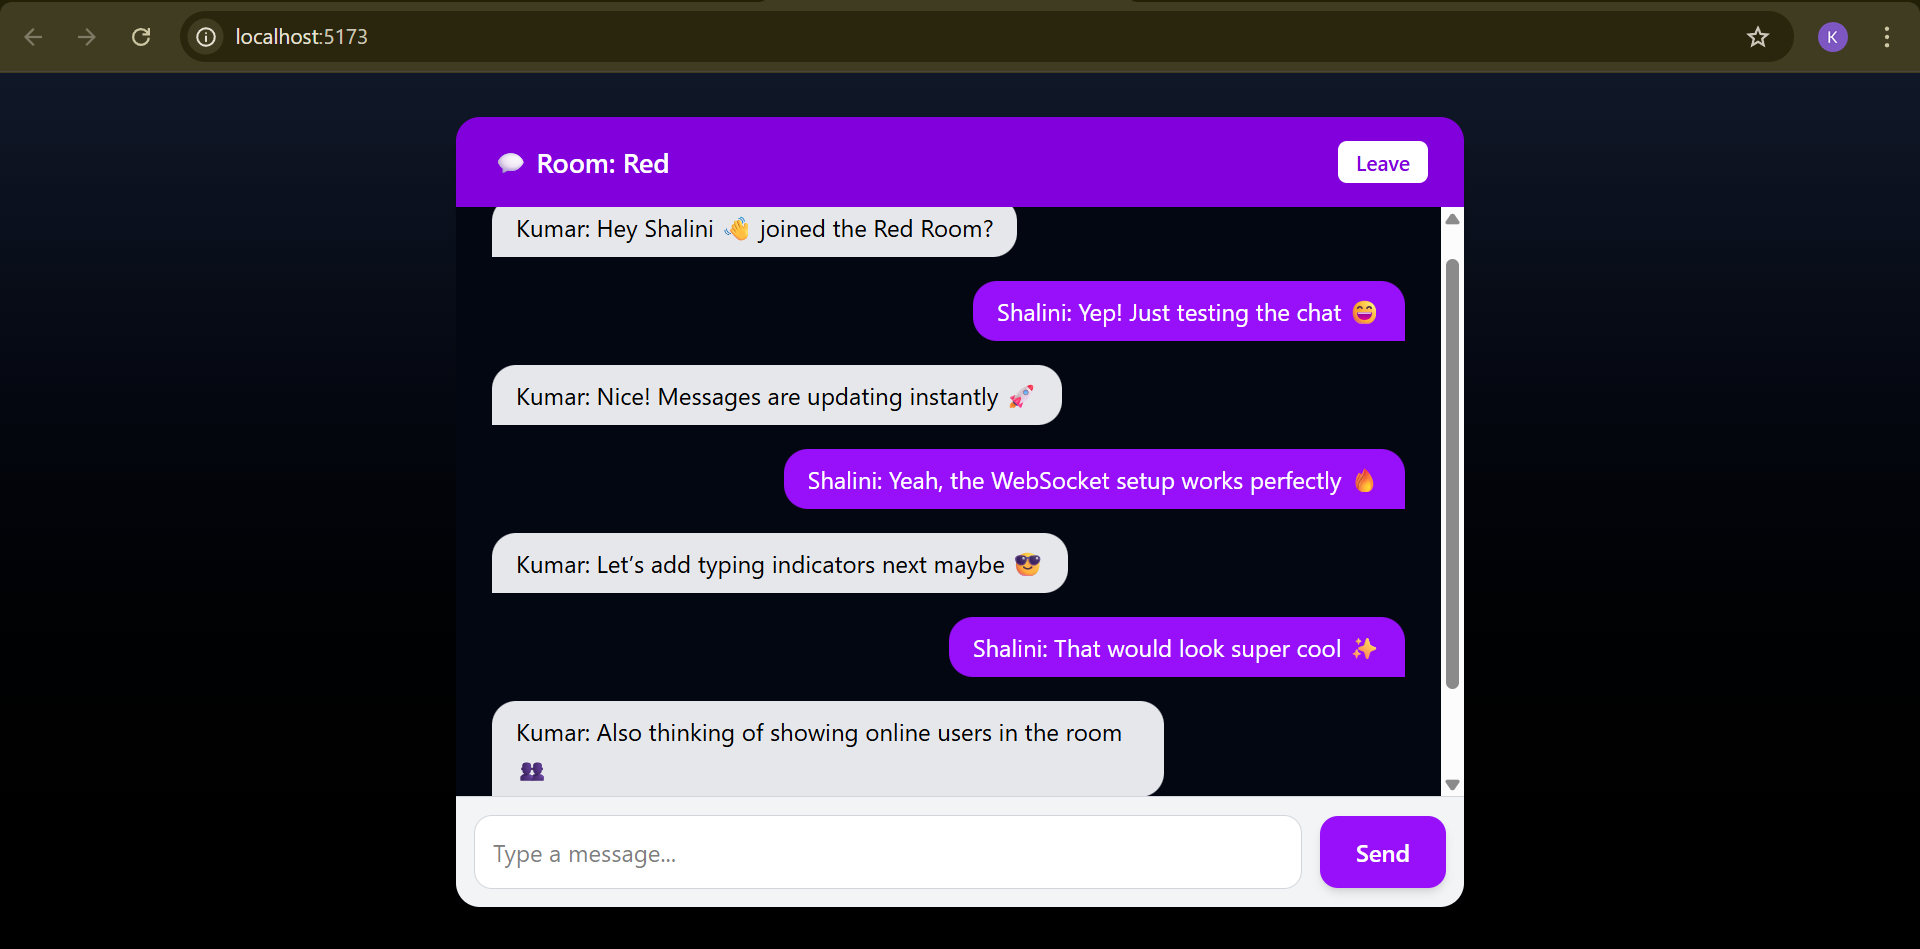 localhost:5173
K
💬 Room: Red
Leave
Kumar: Hey Shalini 👋 joined the Red Room?
Shalini: Yep! Just testing the chat 😄
Kumar: Nice! Messages are updating instantly 🚀
Shalini: Yeah, the WebSocket setup works perfectly 🔥
Kumar: Let’s add typing indicators next maybe 😎
Shalini: That would look super cool ✨
Kumar: Also thinking of showing online users in the room
👥
Type a message...
Send